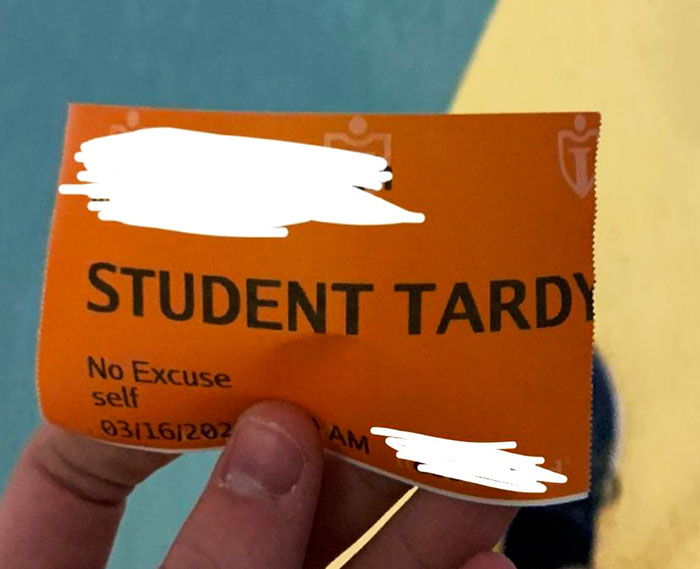 STUDENT TARDY
No Excuse
self
03/16/202 AM